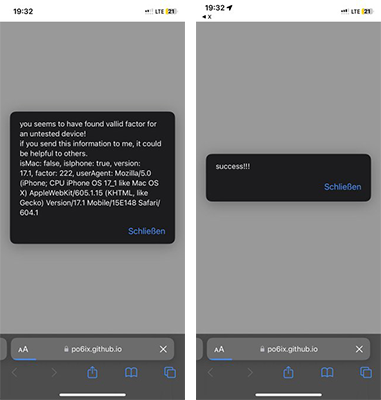 19:32
LTE 21
you seems to have found vallid factor for
an untested device!
if you send this information to me, it could
be helpful to others.
isMac: false, isIphone: true, version:
17.1, factor: 222, userAgent: Mozilla/5.0
(iPhone; CPU iPhone OS 17_1 like Mac OS
X) AppleWebKit/605.1.15 (KHTML, like
Gecko) Version/17.1 Mobile/15E148 Safari/
604.1
Schließen
AA
po6ix.github.io
19:32
X
LTE 21
success!!!
Schließen
AA
po6ix.github.io